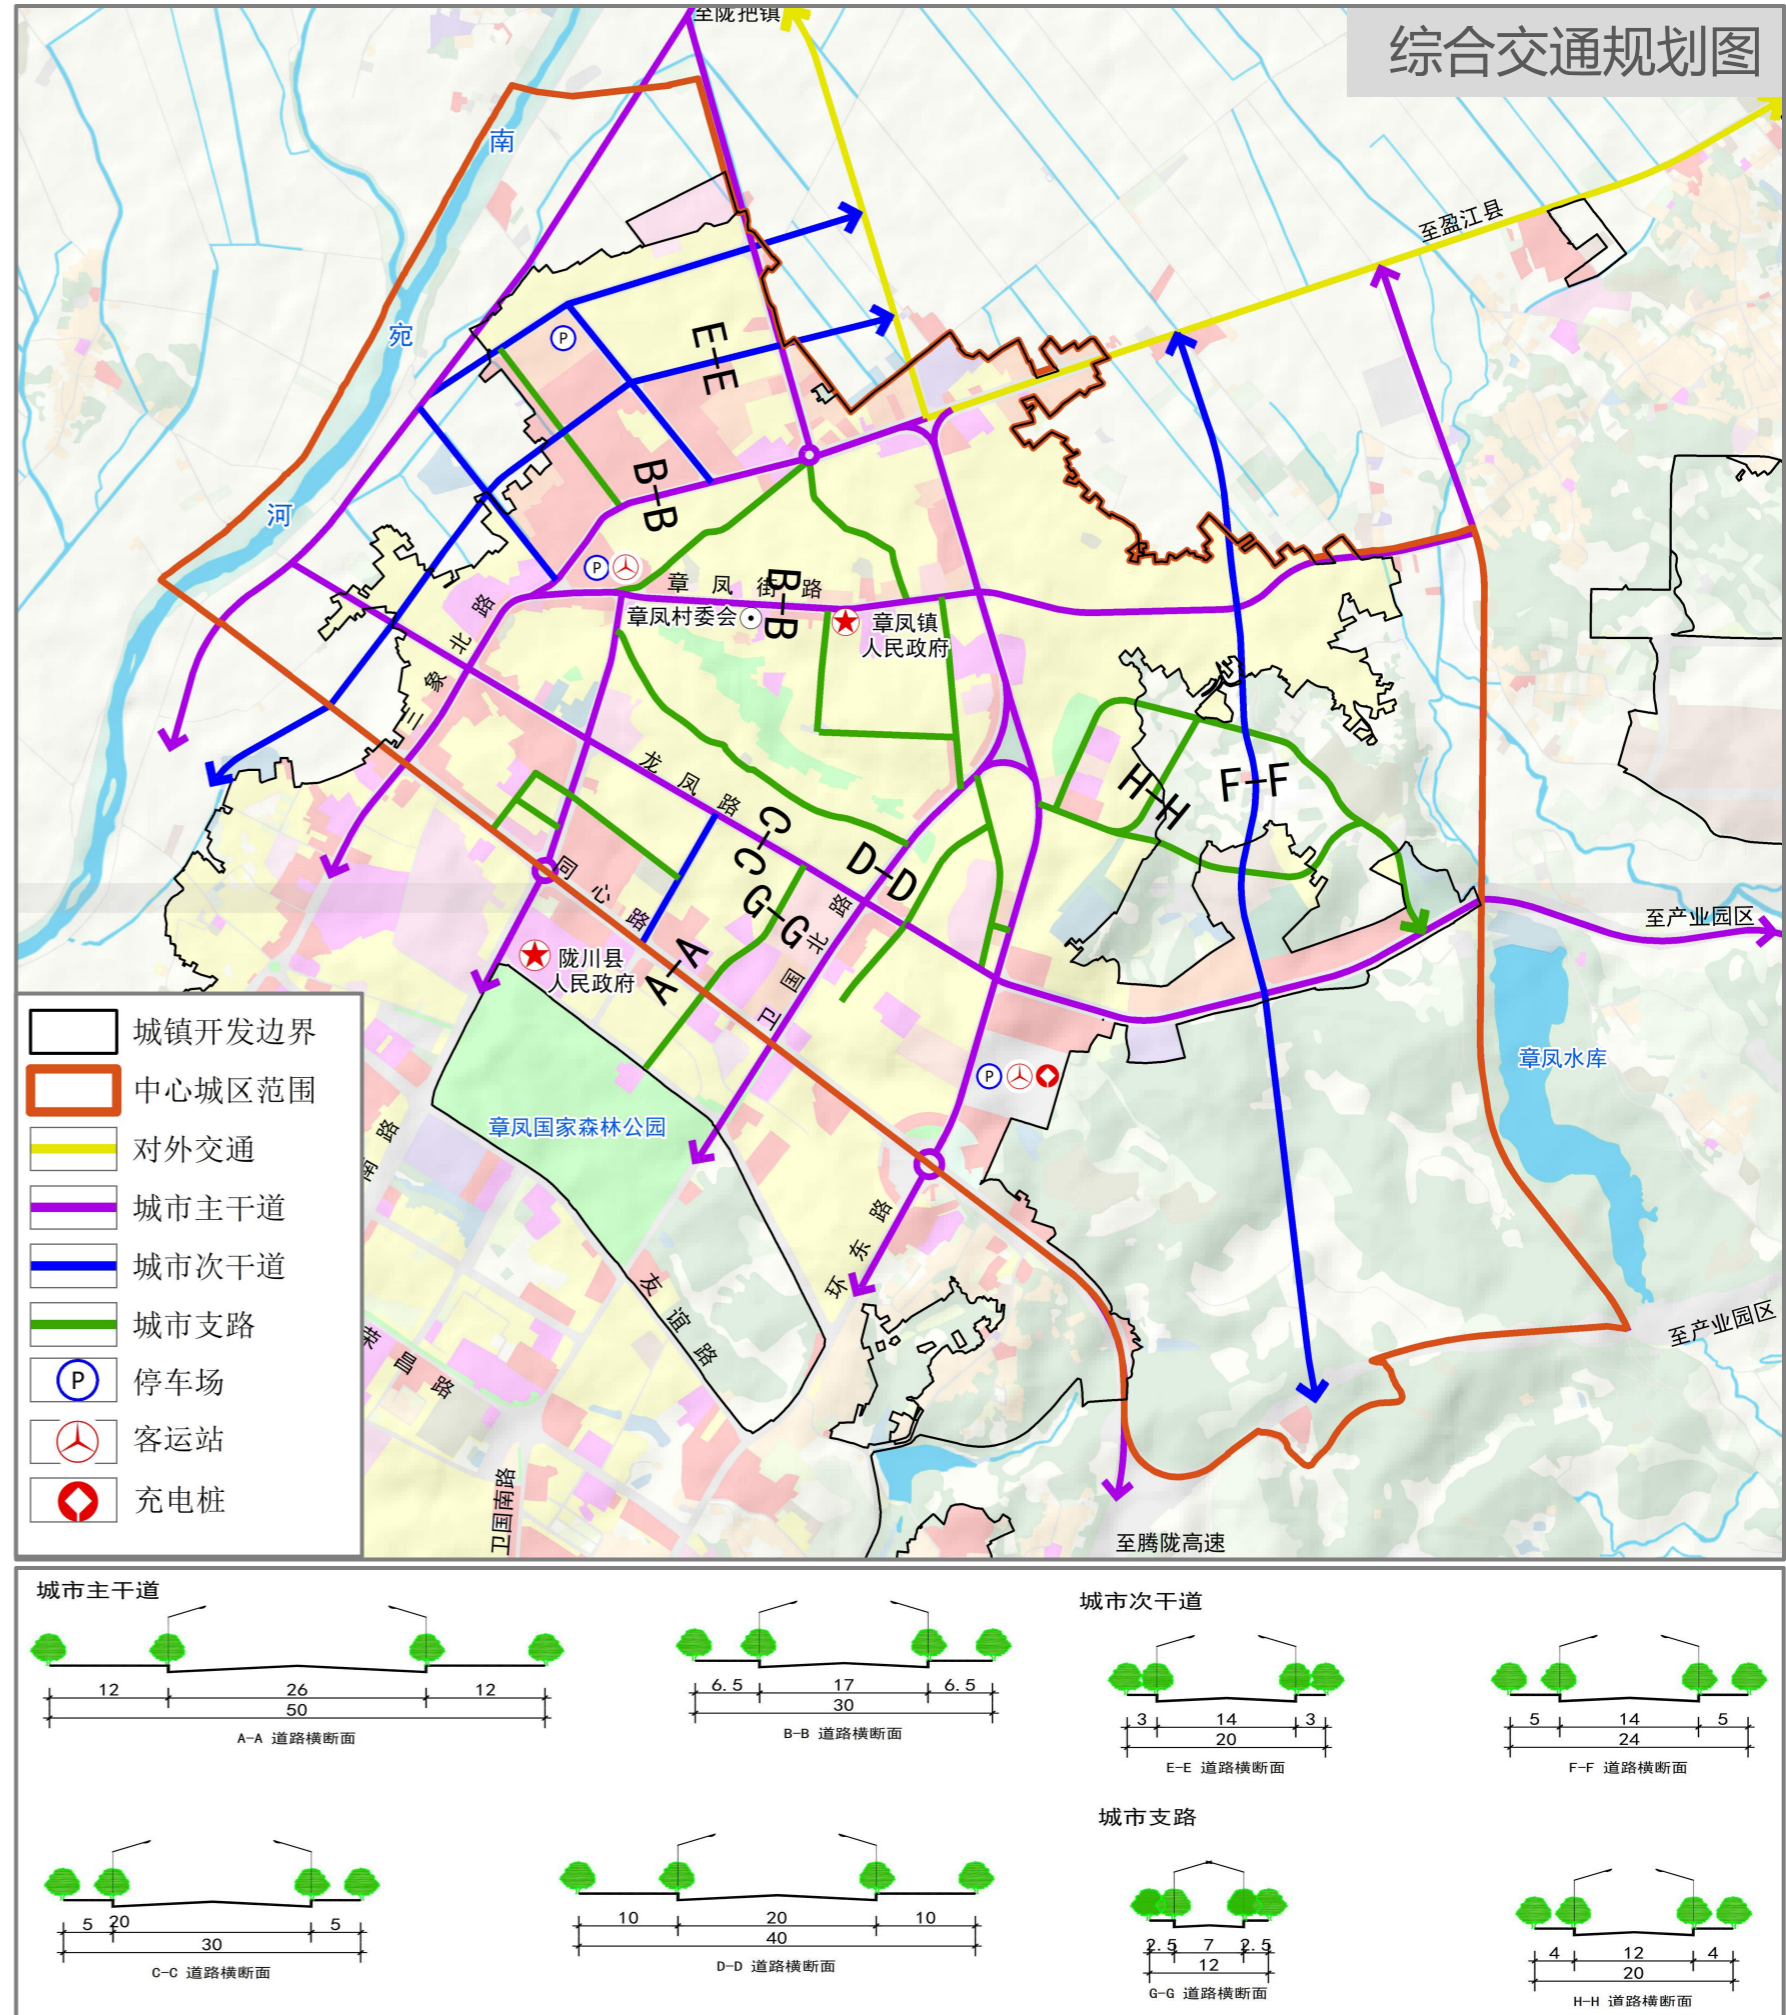 综合交通规划图
至陇把镇
至盈江县
南
宛
河
E-E
B-B
章凤街路
B-B
章凤村委会
章凤镇
人民政府
三象北路
龙凤路
C-C
D-D
H-H
F-F
G-G
同心路
A-A
卫国北路
陇川县
人民政府
至产业园区
章凤水库
章凤国家森林公园
南路
环东路
友谊路
荣昌路
卫国南路
至产业园区
至腾陇高速
城镇开发边界
中心城区范围
对外交通
城市主干道
城市次干道
城市支路
P 停车场
客运站
充电桩
P
P
P
城市主干道
12 26 12
50
A-A 道路横断面
6.5 17 6.5
30
B-B 道路横断面
城市次干道
3 14 3
20
E-E 道路横断面
5 14 5
24
F-F 道路横断面
5 20 5
30
C-C 道路横断面
10 20 10
40
D-D 道路横断面
城市支路
2.5 7 2.5
12
G-G 道路横断面
4 12 4
20
H-H 道路横断面